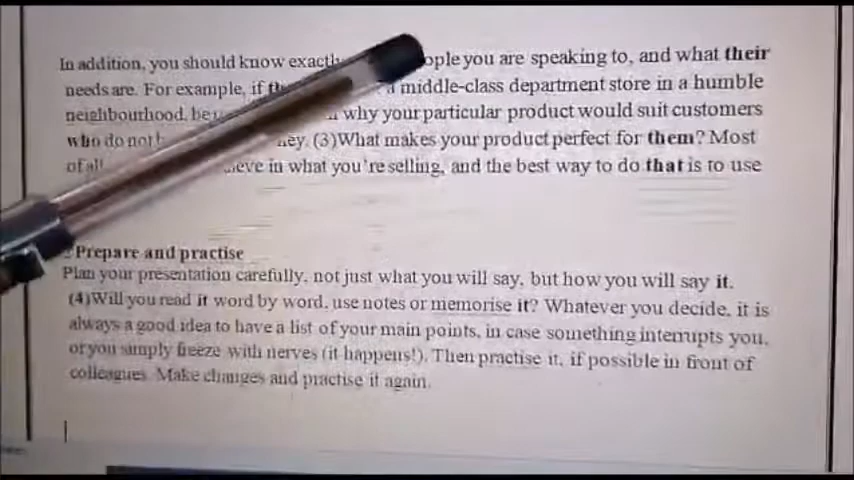 In addition, you should know exactly ople you are speaking to, and what their
needs are. For example, if a middle-class department store in a humble
neighbourhood, be why your particular product would suit customers
who do not ey. (3)What makes your product perfect for them? Most
of all eve in what you're selling, and the best way to do that is to use
Prepare and practise
Plan your presentation carefully, not just what you will say, but how you will say it.
(4)Will you read it word by word, use notes or memorise it? Whatever you decide, it is
always a good idea to have a list of your main points, in case something interrupts you,
or you simply freeze with nerves (it happens!). Then practise it, if possible in front of
colleagues. Make changes and practise it again.